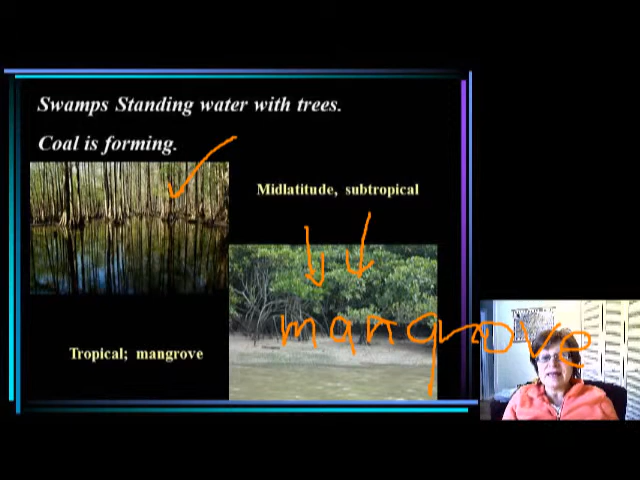 Swamps Standing water with trees.
Coal is forming.
Midlatitude, subtropical
mangrove
Tropical; mangrove